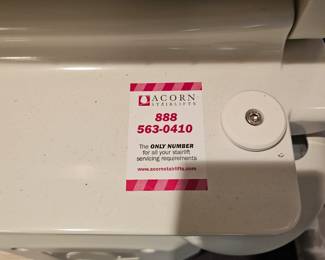 ACORN
STAIRLIFTS
888
563-0410
The ONLY NUMBER
for all your stairlift
servicing requirements
www.acornstairlifts.com